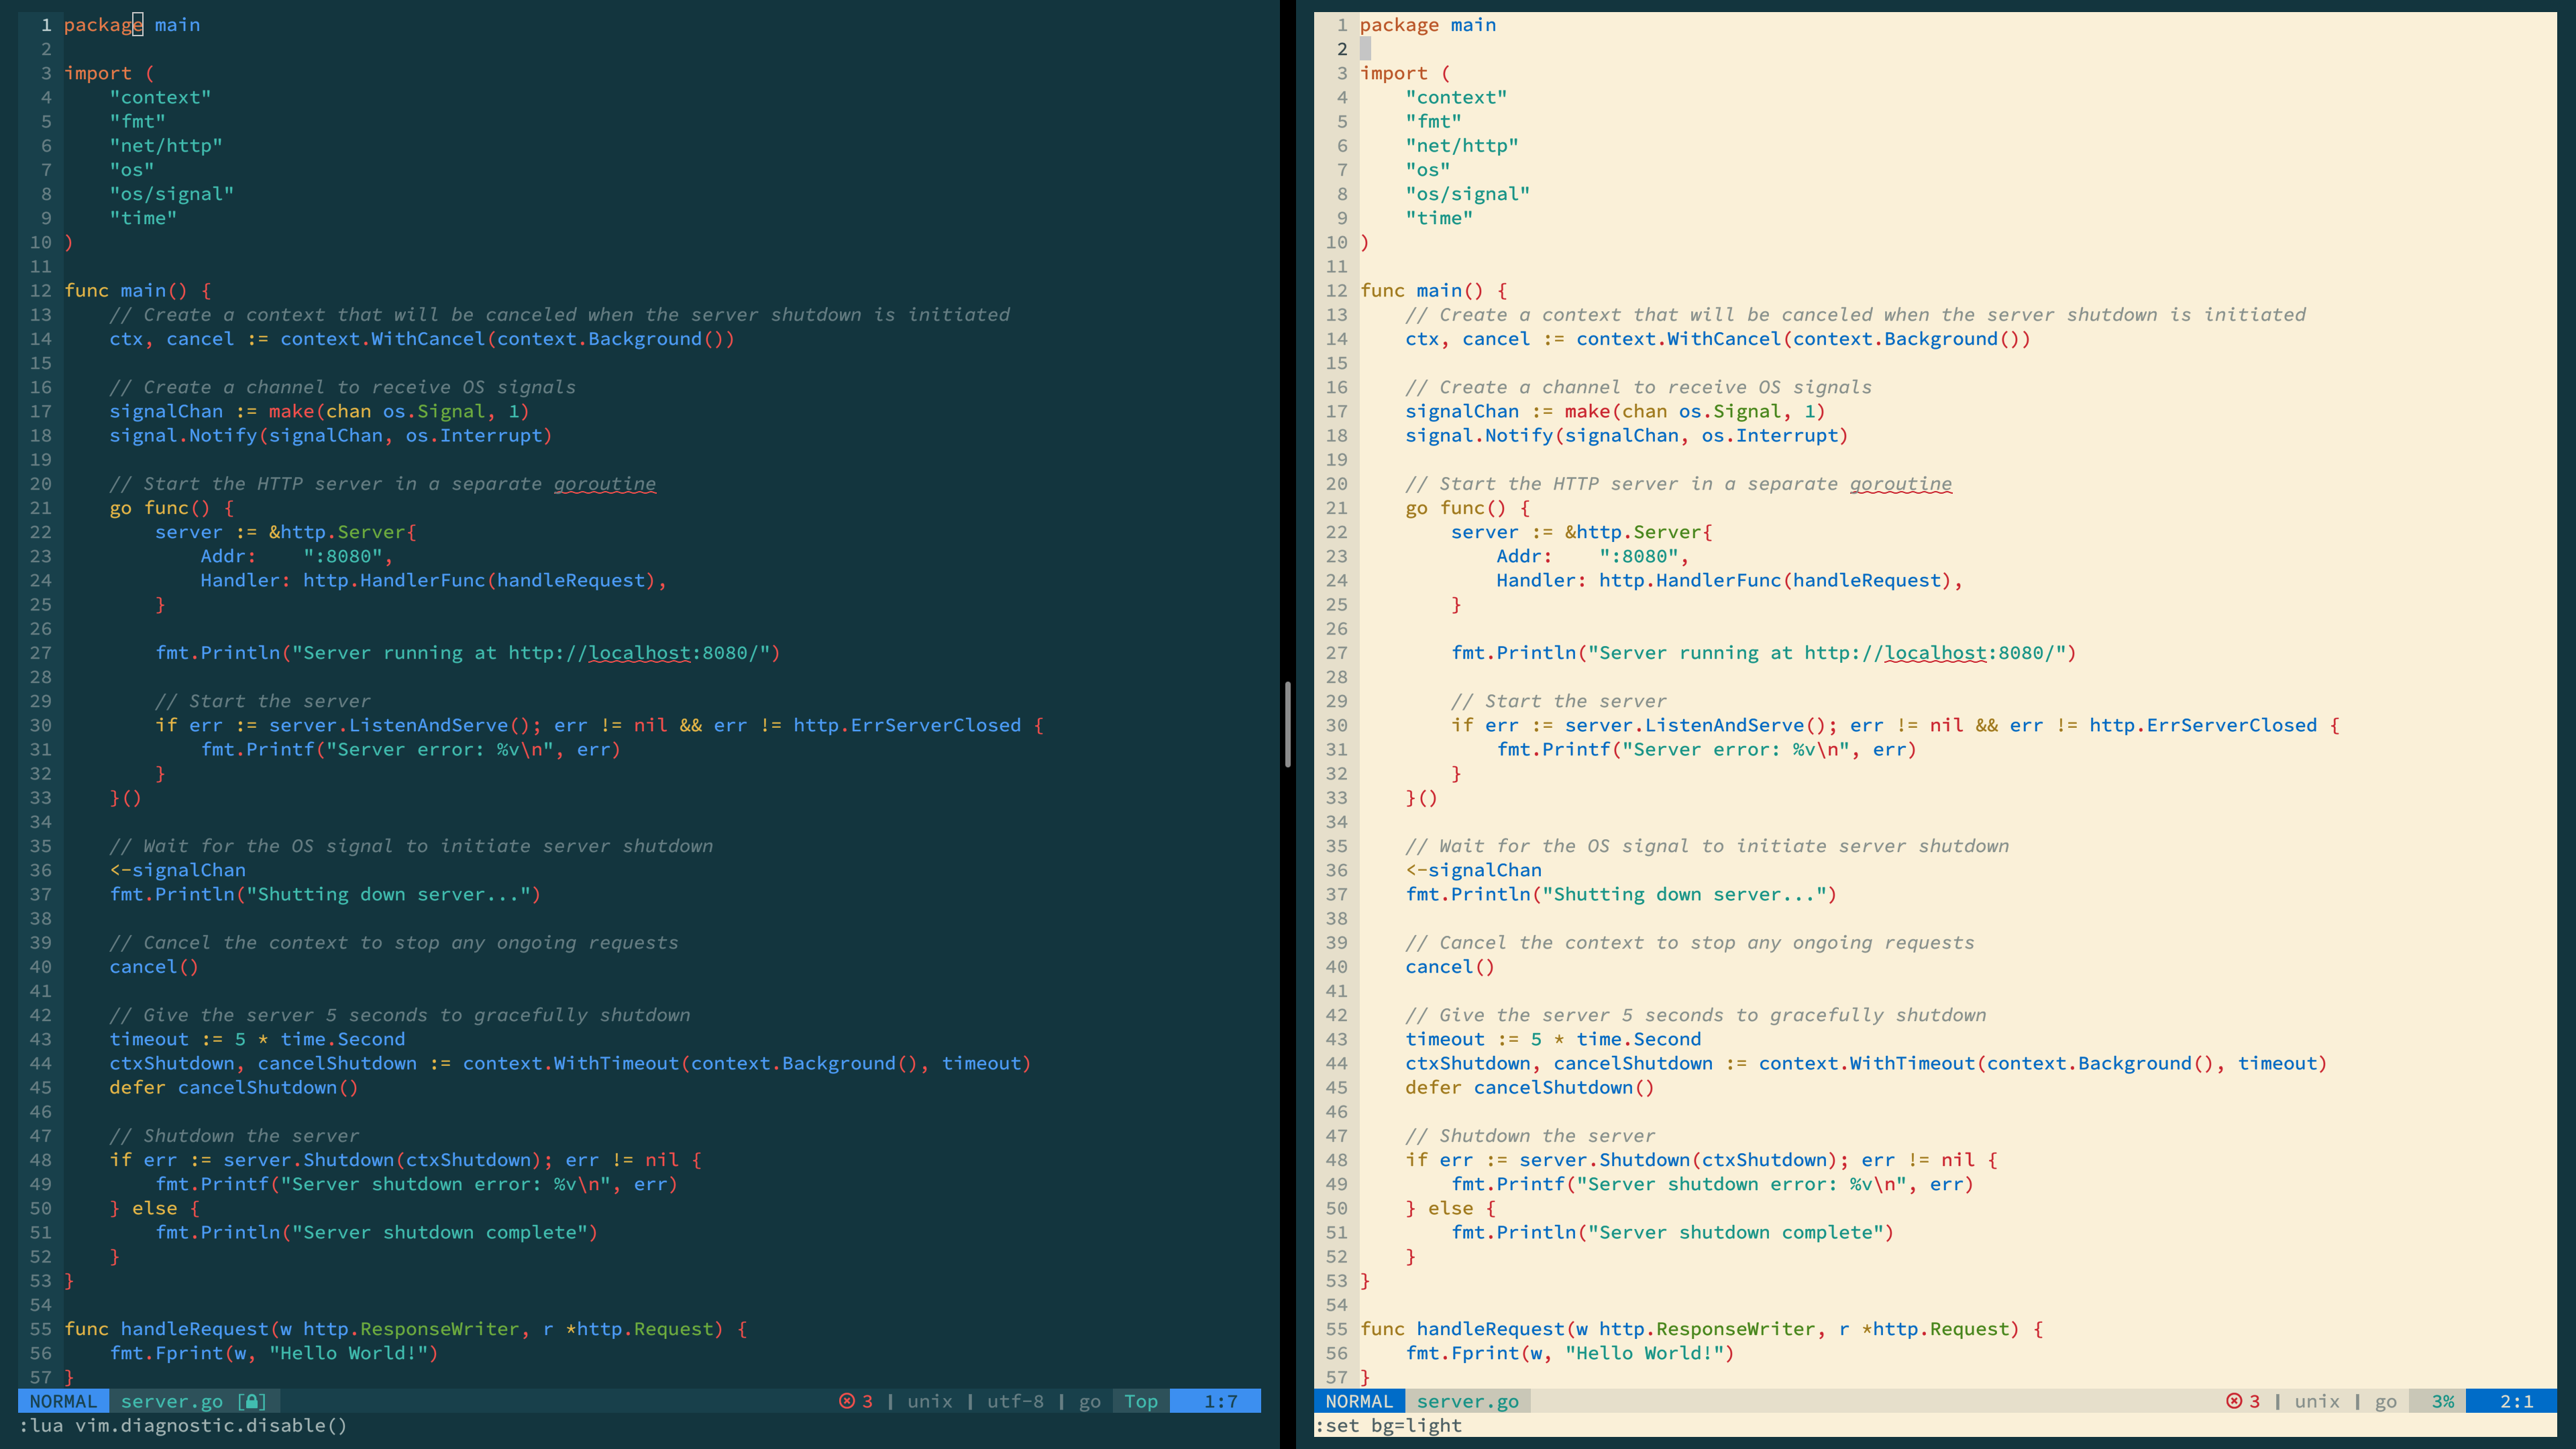 1 package main
2
3 import (
4     "context"
5     "fmt"
6     "net/http"
7     "os"
8     "os/signal"
9     "time"
10 )
11
12 func main() {
13     // Create a context that will be canceled when the server shutdown is initiated
14     ctx, cancel := context.WithCancel(context.Background())
15
16     // Create a channel to receive OS signals
17     signalChan := make(chan os.Signal, 1)
18     signal.Notify(signalChan, os.Interrupt)
19
20     // Start the HTTP server in a separate goroutine
21     go func() {
22         server := &http.Server{
23             Addr:    ":8080",
24             Handler: http.HandlerFunc(handleRequest),
25         }
26
27         fmt.Println("Server running at http://localhost:8080/")
28
29         // Start the server
30         if err := server.ListenAndServe(); err != nil && err != http.ErrServerClosed {
31             fmt.Printf("Server error: %v\n", err)
32         }
33     }()
34
35     // Wait for the OS signal to initiate server shutdown
36     <-signalChan
37     fmt.Println("Shutting down server...")
38
39     // Cancel the context to stop any ongoing requests
40     cancel()
41
42     // Give the server 5 seconds to gracefully shutdown
43     timeout := 5 * time.Second
44     ctxShutdown, cancelShutdown := context.WithTimeout(context.Background(), timeout)
45     defer cancelShutdown()
46
47     // Shutdown the server
48     if err := server.Shutdown(ctxShutdown); err != nil {
49         fmt.Printf("Server shutdown error: %v\n", err)
50     } else {
51         fmt.Println("Server shutdown complete")
52     }
53 }
54
55 func handleRequest(w http.ResponseWriter, r *http.Request) {
56     fmt.Fprint(w, "Hello World!")
57 }
NORMAL server.go [] 3 | unix | utf-8 | go Top 1:7
:lua vim.diagnostic.disable()
1 package main
2
3 import (
4     "context"
5     "fmt"
6     "net/http"
7     "os"
8     "os/signal"
9     "time"
10 )
11
12 func main() {
13     // Create a context that will be canceled when the server shutdown is initiated
14     ctx, cancel := context.WithCancel(context.Background())
15
16     // Create a channel to receive OS signals
17     signalChan := make(chan os.Signal, 1)
18     signal.Notify(signalChan, os.Interrupt)
19
20     // Start the HTTP server in a separate goroutine
21     go func() {
22         server := &http.Server{
23             Addr:    ":8080",
24             Handler: http.HandlerFunc(handleRequest),
25         }
26
27         fmt.Println("Server running at http://localhost:8080/")
28
29         // Start the server
30         if err := server.ListenAndServe(); err != nil && err != http.ErrServerClosed {
31             fmt.Printf("Server error: %v\n", err)
32         }
33     }()
34
35     // Wait for the OS signal to initiate server shutdown
36     <-signalChan
37     fmt.Println("Shutting down server...")
38
39     // Cancel the context to stop any ongoing requests
40     cancel()
41
42     // Give the server 5 seconds to gracefully shutdown
43     timeout := 5 * time.Second
44     ctxShutdown, cancelShutdown := context.WithTimeout(context.Background(), timeout)
45     defer cancelShutdown()
46
47     // Shutdown the server
48     if err := server.Shutdown(ctxShutdown); err != nil {
49         fmt.Printf("Server shutdown error: %v\n", err)
50     } else {
51         fmt.Println("Server shutdown complete")
52     }
53 }
54
55 func handleRequest(w http.ResponseWriter, r *http.Request) {
56     fmt.Fprint(w, "Hello World!")
57 }
NORMAL server.go 3 | unix | go 3% 2:1
:set bg=light